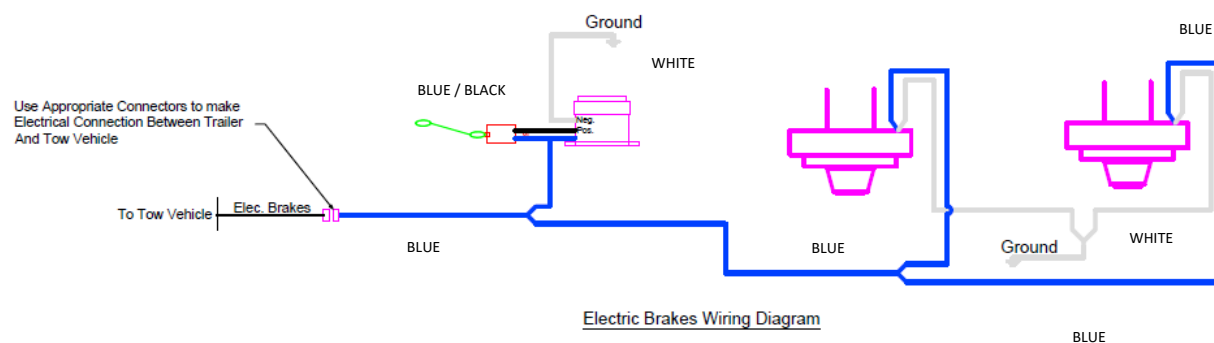 Ground
BLUE
WHITE
BLUE / BLACK
Use Appropriate Connectors to make
Electrical Connection Between Trailer
And Tow Vehicle
Neg.
Pos.
To Tow Vehicle
Elec. Brakes
BLUE
BLUE
Ground
WHITE
Electric Brakes Wiring Diagram
BLUE